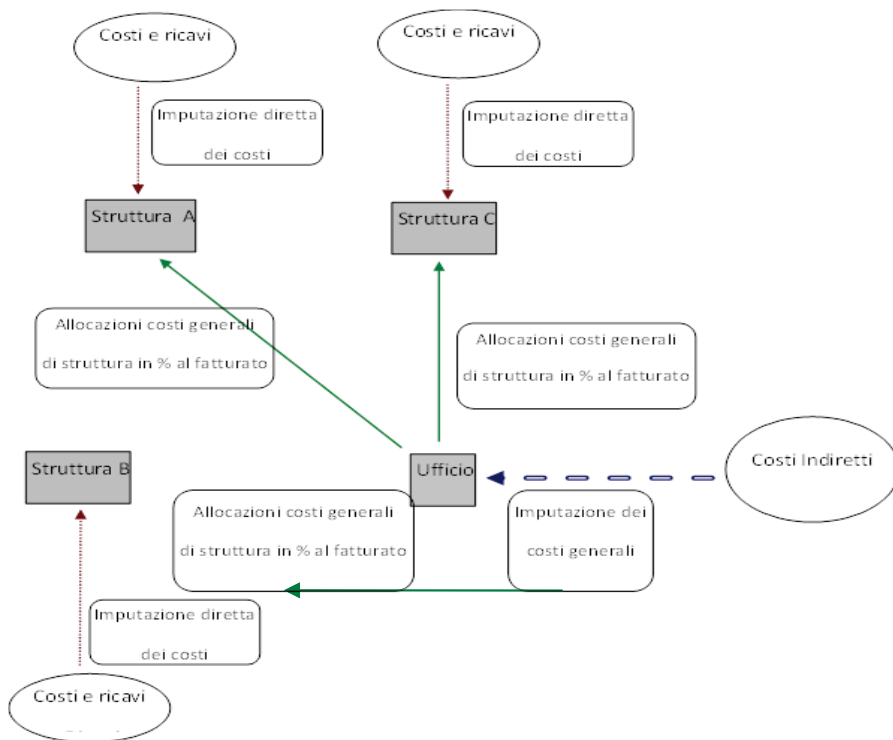 Costi e ricavi
Costi e ricavi
Imputazione diretta
dei costi
Imputazione diretta
dei costi
Struttura A
Struttura C
Allocazioni costi generali
di struttura in % al fatturato
Allocazioni costi generali
di struttura in % al fatturato
Struttura B
Ufficio
Costi Indiretti
Allocazioni costi generali
di struttura in % al fatturato
Imputazione dei
costi generali
Imputazione diretta
dei costi
Costi e ricavi